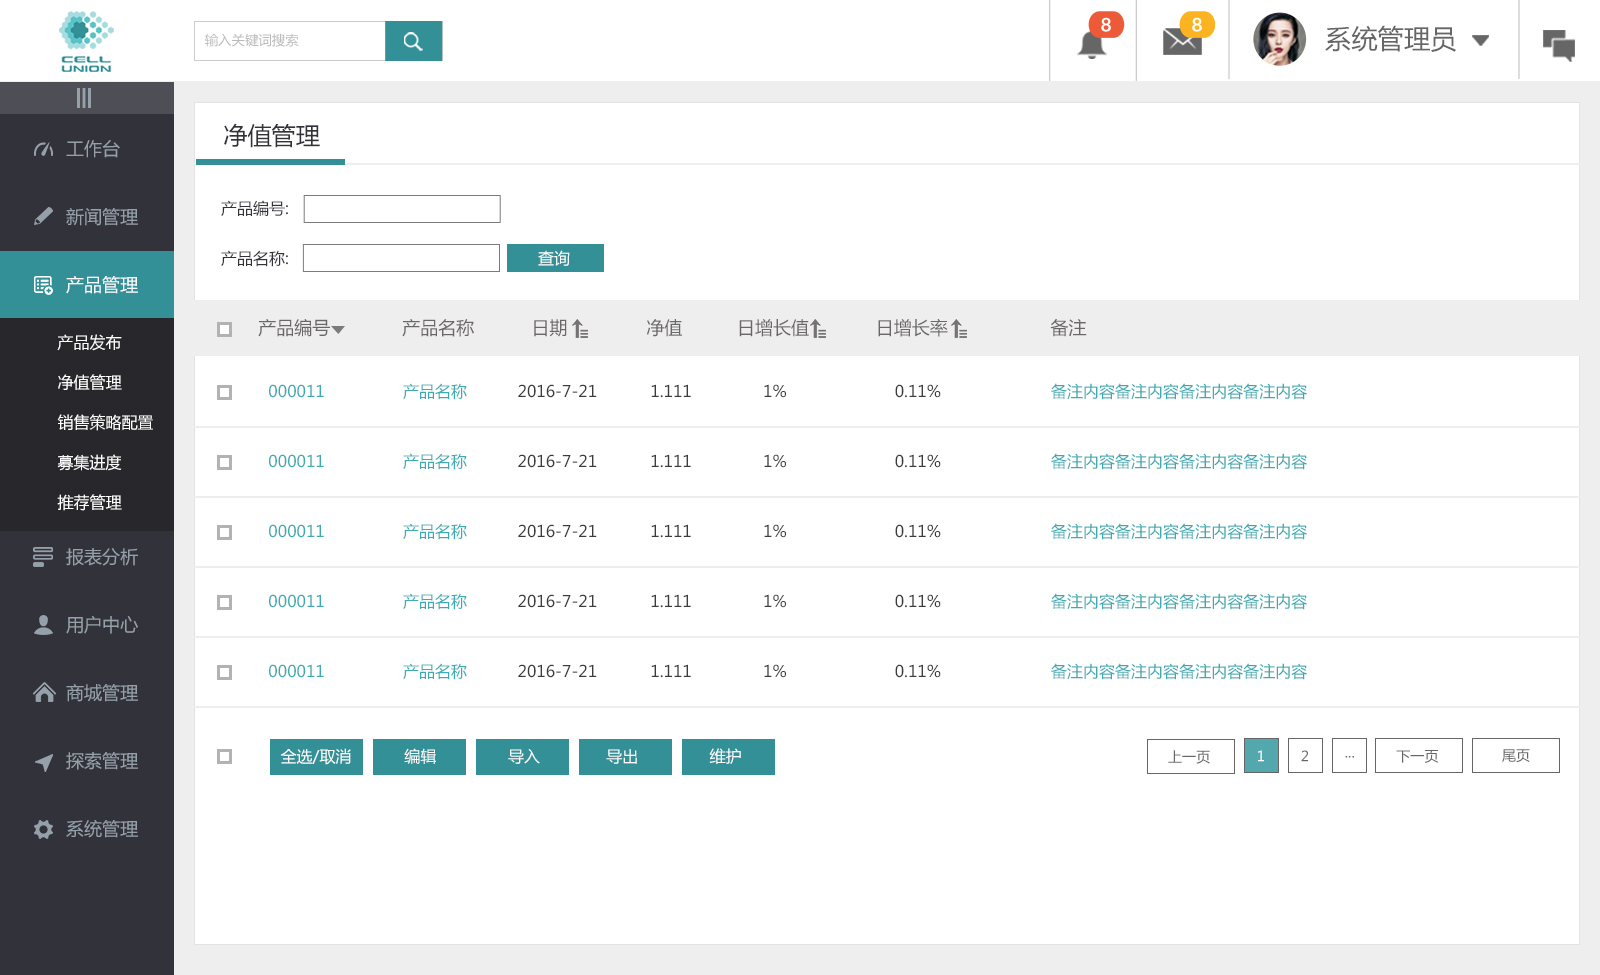 CELL
UNION
输入关键词搜索
8
8
系统管理员
工作台
新闻管理
产品管理
产品发布
净值管理
销售策略配置
募集进度
推荐管理
报表分析
用户中心
商城管理
探索管理
系统管理
净值管理
产品编号:
产品名称:
查询
产品编号 产品名称 日期 净值 日增长值 日增长率 备注
000011 产品名称 2016-7-21 1.111 1% 0.11% 备注内容备注内容备注内容备注内容
000011 产品名称 2016-7-21 1.111 1% 0.11% 备注内容备注内容备注内容备注内容
000011 产品名称 2016-7-21 1.111 1% 0.11% 备注内容备注内容备注内容备注内容
000011 产品名称 2016-7-21 1.111 1% 0.11% 备注内容备注内容备注内容备注内容
000011 产品名称 2016-7-21 1.111 1% 0.11% 备注内容备注内容备注内容备注内容
全选/取消 编辑 导入 导出 维护 上一页 1 2 ... 下一页 尾页